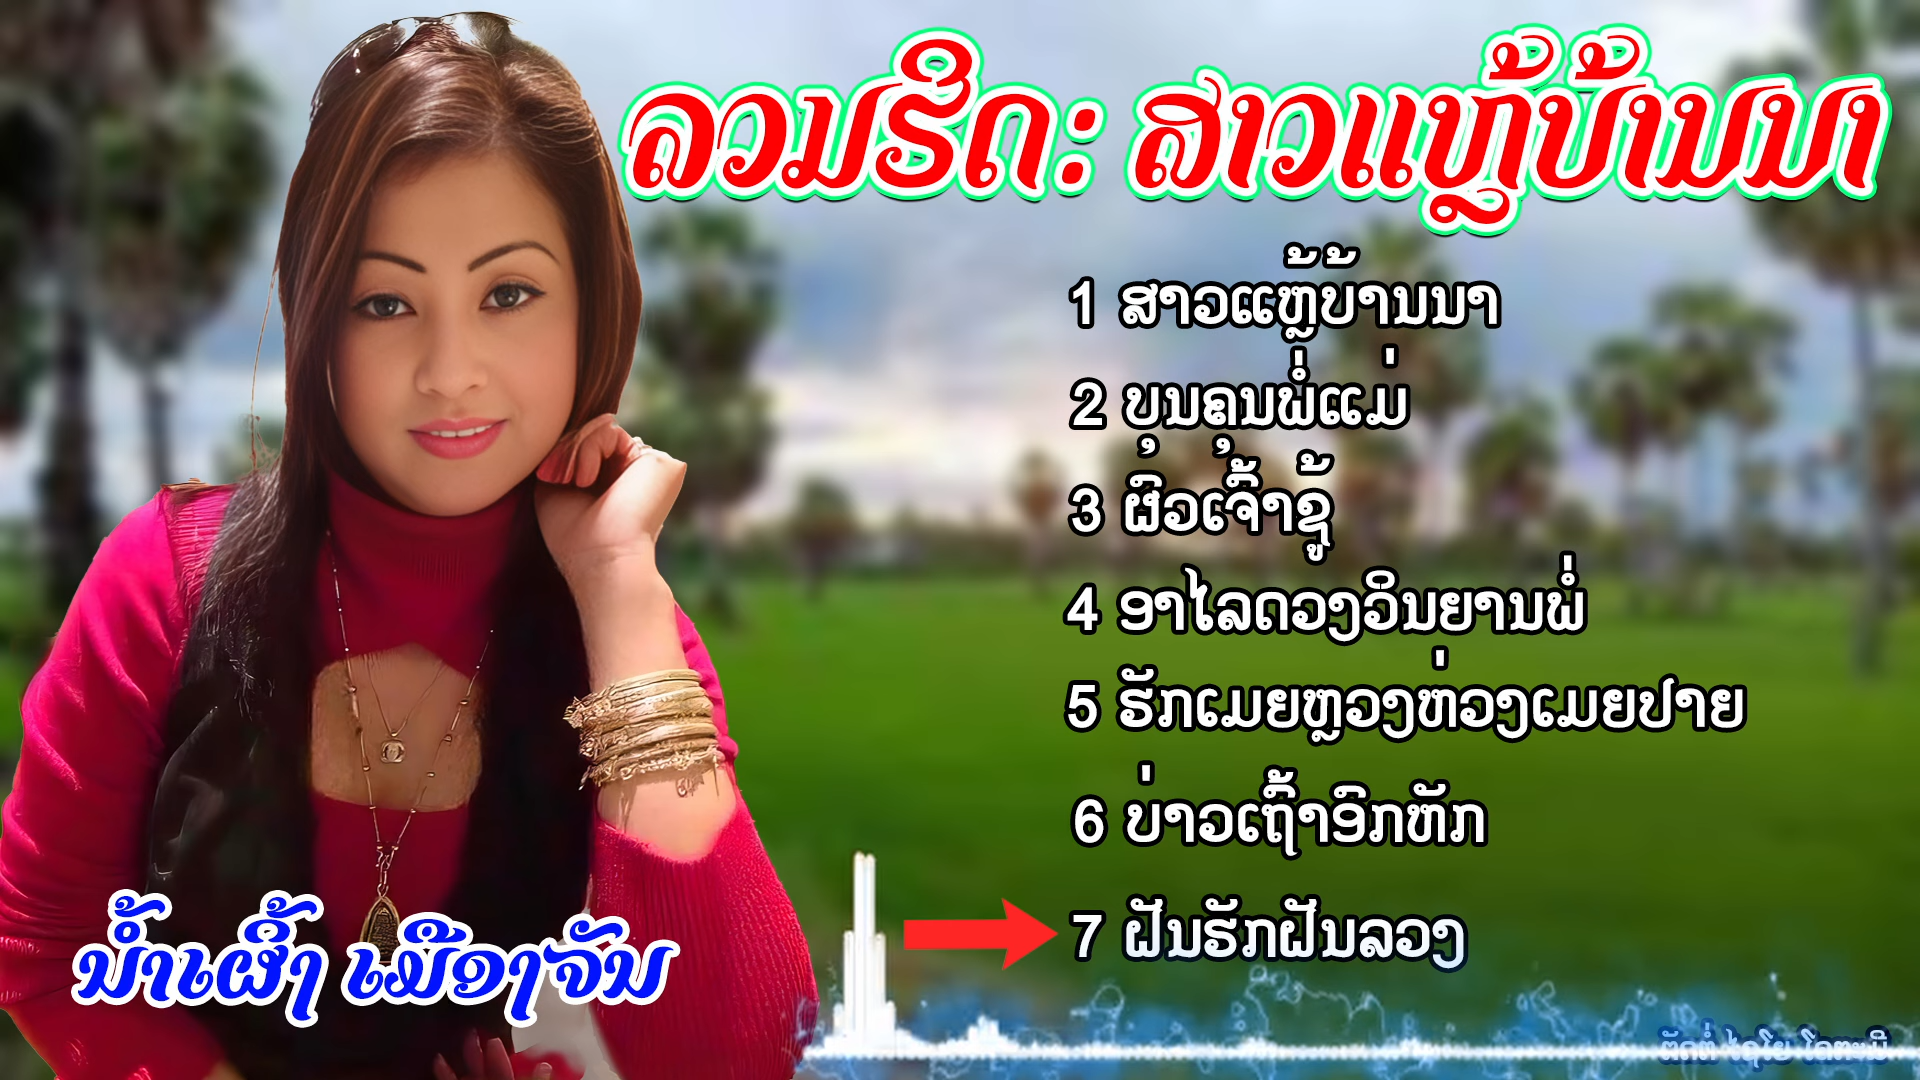 ລວມຮິດ: ສາວແຫຼ້ບ້ານນາ
1 ສາວແຫຼ້ບ້ານນາ
2 ບຸນຄຸນພໍ່ແມ່
3 ຜົວເຈົ້າຊູ້
4 ອາໄລດວງວິນຍານພໍ່
5 ຮັກເມຍຫຼວງຫ່ວງເມຍປາຍ
6 ບ່າວເຖົ້າອົກຫັກ
7 ຝັນຮັກຝັນລວງ
ນ້ຳເຜິ້ງ ເມືອງຈັນ
ຕັດຕໍ່